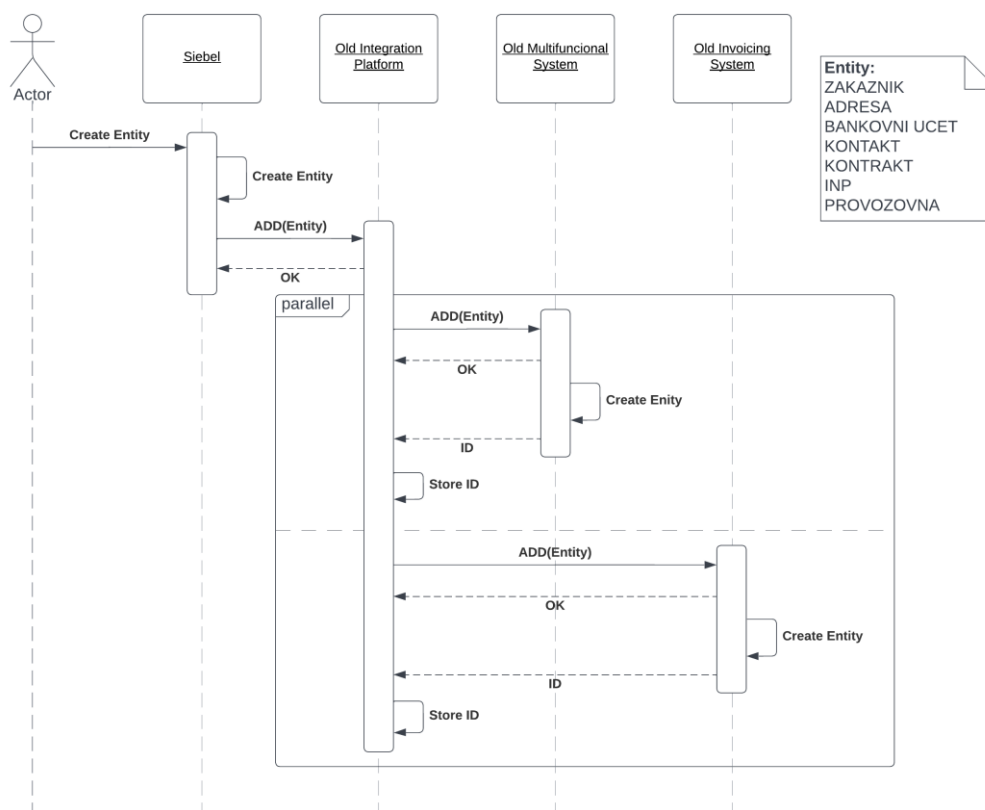 Siebel
Old Integration
Platform
Old Multifuncional
System
Old Invoicing
System
Actor
Entity:
ZAKAZNIK
ADRESA
BANKOVNI UCET
KONTAKT
KONTRAKT
INP
PROVOZOVNA
Create Entity
Create Entity
ADD(Entity)
OK
parallel
ADD(Entity)
OK
Create Enity
ID
Store ID
ADD(Entity)
OK
Create Entity
ID
Store ID